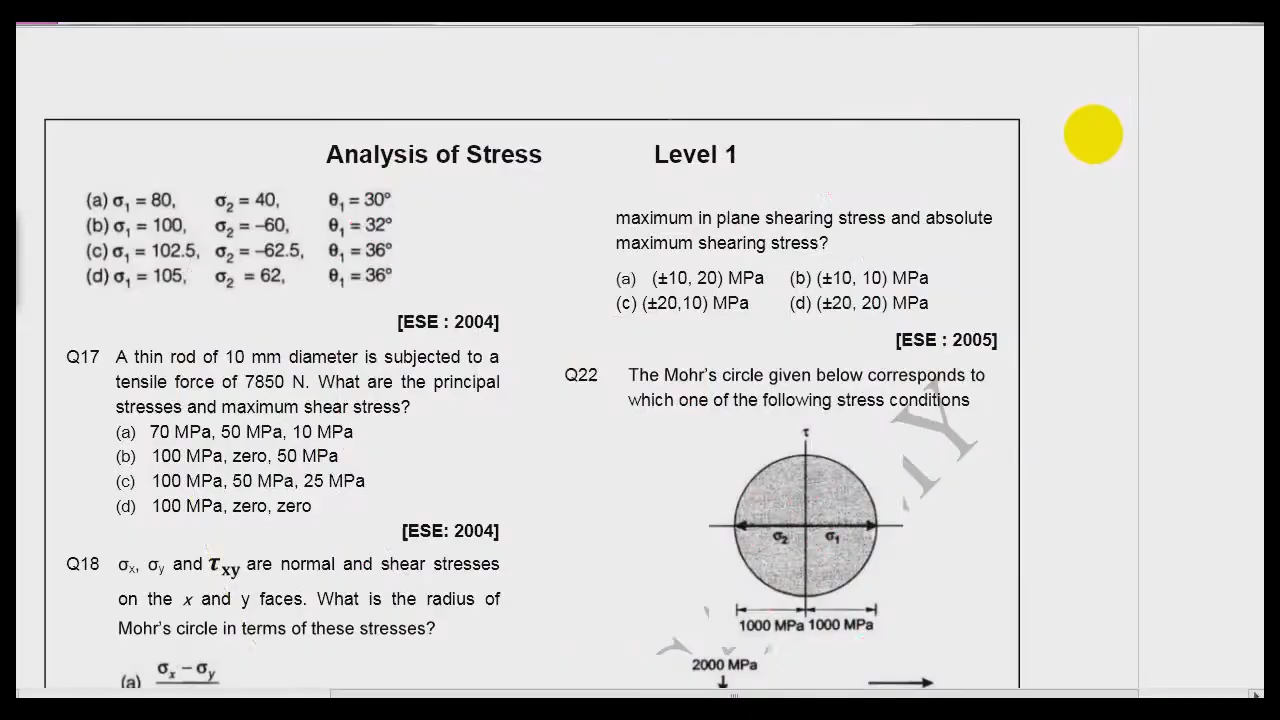 Analysis of Stress Level 1
(a) σ₁ = 80, σ₂ = 40, θ₁ = 30°
(b) σ₁ = 100, σ₂ = –60, θ₁ = 32°
(c) σ₁ = 102.5, σ₂ = –62.5, θ₁ = 36°
(d) σ₁ = 105, σ₂ = 62, θ₁ = 36°
[ESE : 2004]
Q17 A thin rod of 10 mm diameter is subjected to a
tensile force of 7850 N. What are the principal
stresses and maximum shear stress?
(a) 70 MPa, 50 MPa, 10 MPa
(b) 100 MPa, zero, 50 MPa
(c) 100 MPa, 50 MPa, 25 MPa
(d) 100 MPa, zero, zero
[ESE: 2004]
Q18 σx, σy and τxy are normal and shear stresses
on the x and y faces. What is the radius of
Mohr's circle in terms of these stresses?
(a) σx – σy
maximum in plane shearing stress and absolute
maximum shearing stress?
(a) (±10, 20) MPa (b) (±10, 10) MPa
(c) (±20,10) MPa (d) (±20, 20) MPa
[ESE : 2005]
Q22 The Mohr's circle given below corresponds to
which one of the following stress conditions
τ
σ₂ σ₁
1000 MPa 1000 MPa
2000 MPa